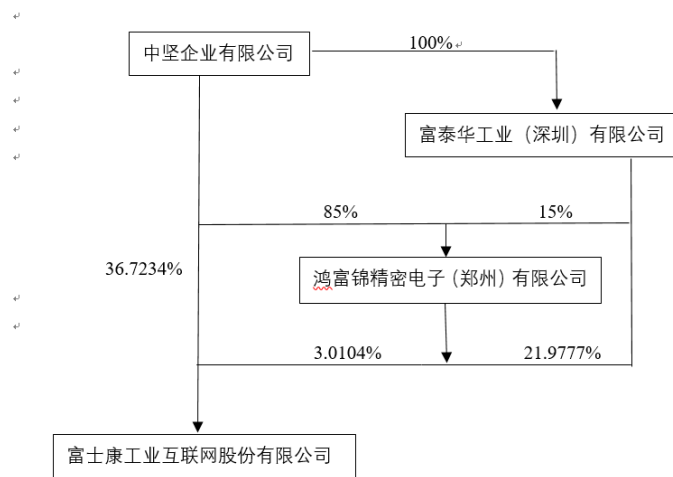 中坚企业有限公司
100%
富泰华工业（深圳）有限公司
85%
15%
36.7234%
鸿富锦精密电子（郑州）有限公司
3.0104%
21.9777%
富士康工业互联网股份有限公司